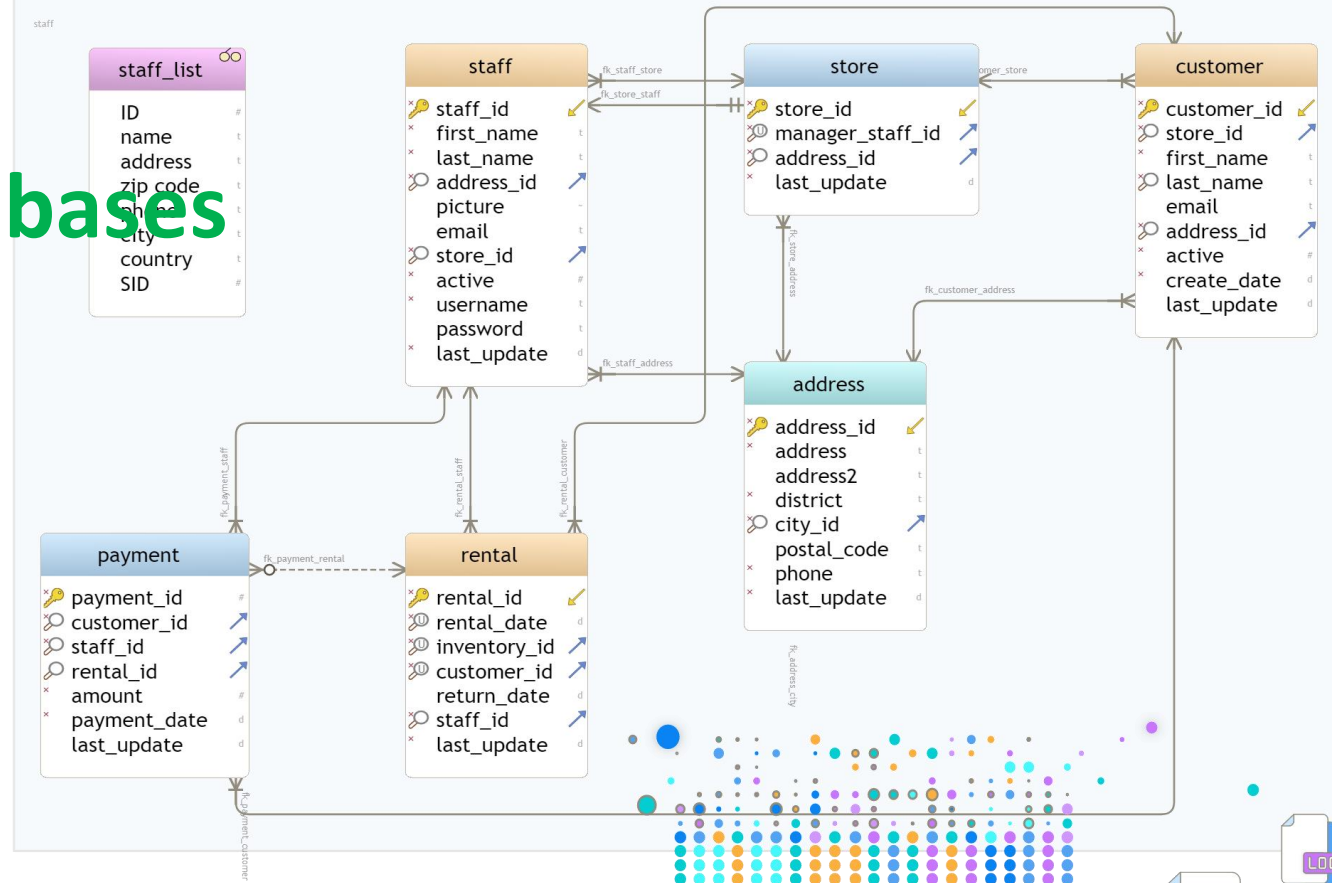 staff
staff_list
ID #
name t
address t
zip code t
phone t
city t
country t
SID #
bases
staff
staff_id
first_name t
last_name t
address_id
picture ~
email t
store_id
active #
username t
password t
last_update d
fk_staff_store
fk_store_staff
store
store_id
U manager_staff_id
address_id
last_update d
omer_store
customer
customer_id
store_id
first_name t
last_name t
email t
address_id
active #
create_date d
last_update d
fk_store_address
fk_customer_address
fk_staff_address
address
address_id
address t
address2 t
district t
city_id
postal_code t
phone t
last_update d
fk_address_city
fk_payment_staff
fk_rental_staff
fk_rental_customer
payment
payment_id #
customer_id
staff_id
rental_id
amount #
payment_date d
last_update d
fk_payment_rental
rental
rental_id
U rental_date d
U inventory_id
U customer_id
return_date d
staff_id
last_update d
fk_payment_customer